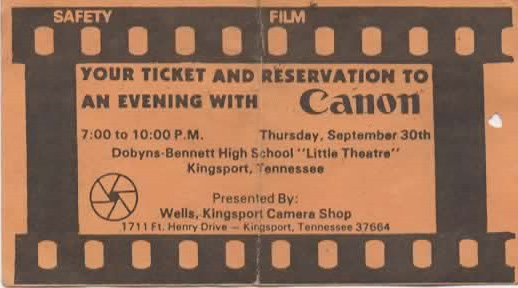 SAFETY FILM
YOUR TICKET AND RESERVATION TO
AN EVENING WITH Canon
7:00 to 10:00 P.M. Thursday, September 30th
Dobyns-Bennett High School "Little Theatre"
Kingsport, Tennessee
Presented By:
Wells, Kingsport Camera Shop
1711 Ft. Henry Drive — Kingsport, Tennessee 37664